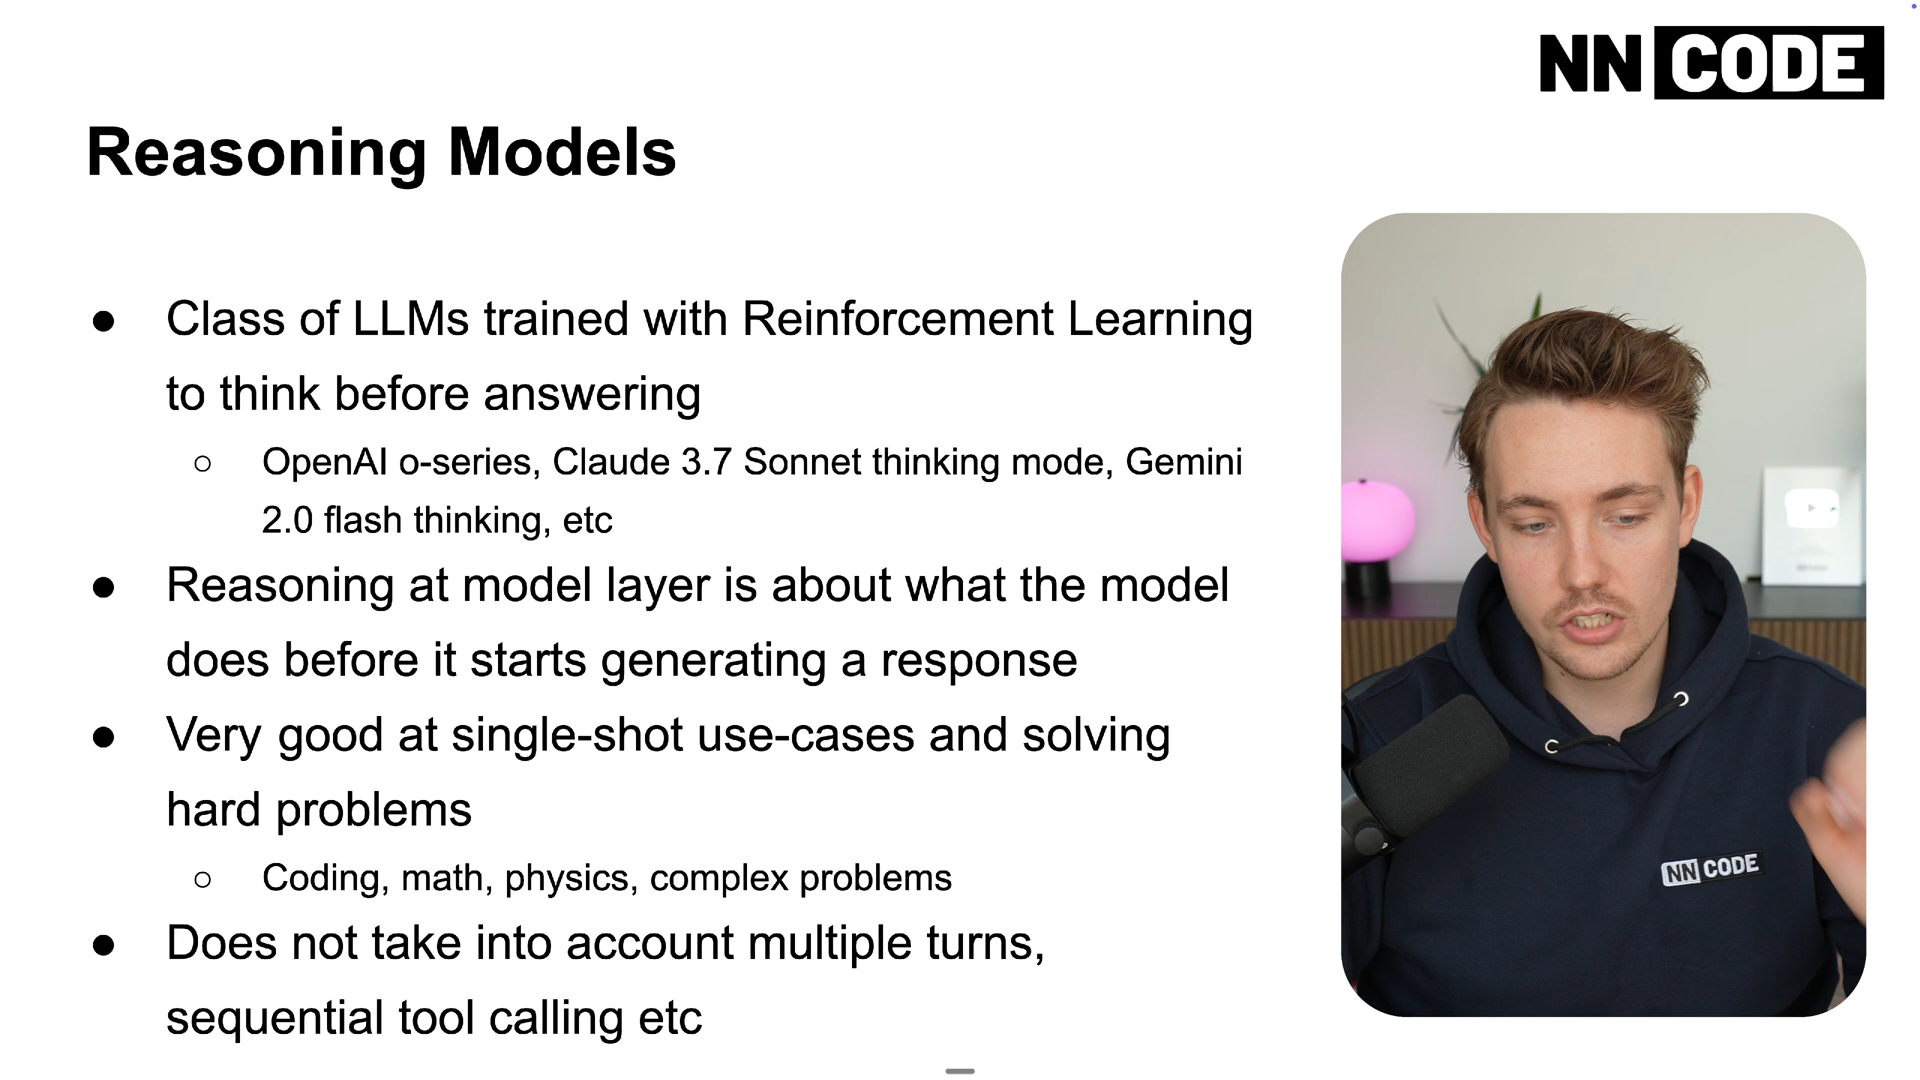 NN CODE
Reasoning Models
● Class of LLMs trained with Reinforcement Learning
to think before answering
○ OpenAI o-series, Claude 3.7 Sonnet thinking mode, Gemini
2.0 flash thinking, etc
● Reasoning at model layer is about what the model
does before it starts generating a response
● Very good at single-shot use-cases and solving
hard problems
○ Coding, math, physics, complex problems
● Does not take into account multiple turns,
sequential tool calling etc
NN CODE